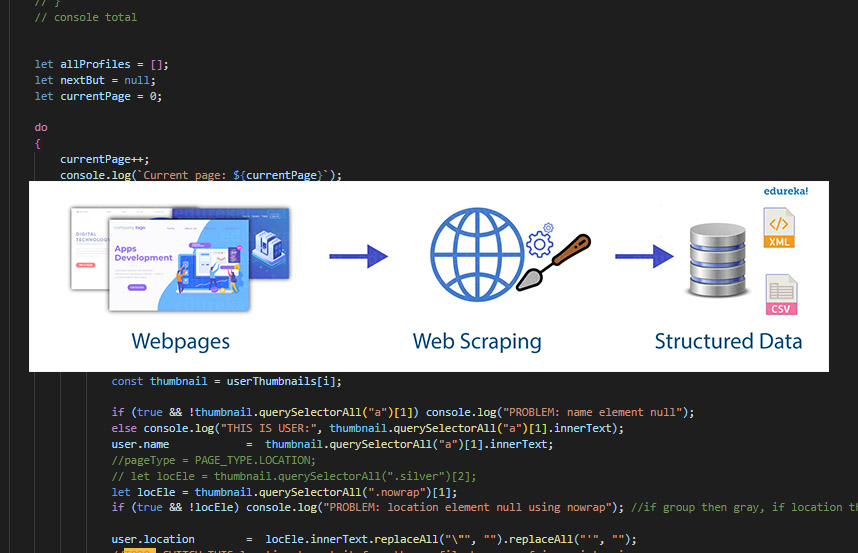 // }
// console total
let allProfiles = [];
let nextBut = null;
let currentPage = 0;
do
{
currentPage++;
console.log(`Current page: ${currentPage}`);
edureka!
DIGITAL
TECHNOLOGY
company logo
Apps
Development
</>
XML
CSV
Webpages
Web Scraping
Structured Data
const thumbnail = userThumbnails[i];
if (true && !thumbnail.querySelectorAll("a")[1]) console.log("PROBLEM: name element null");
else console.log("THIS IS USER:", thumbnail.querySelectorAll("a")[1].innerText);
user.name = thumbnail.querySelectorAll("a")[1].innerText;
//pageType = PAGE_TYPE.LOCATION;
// let locEle = thumbnail.querySelectorAll(".silver")[2];
let locEle = thumbnail.querySelectorAll(".nowrap")[1];
if (true && !locEle) console.log("PROBLEM: location element null using nowrap"); //if group then gray, if location th
user.location = locEle.innerText.replaceAll("\"", "").replaceAll("'", "");